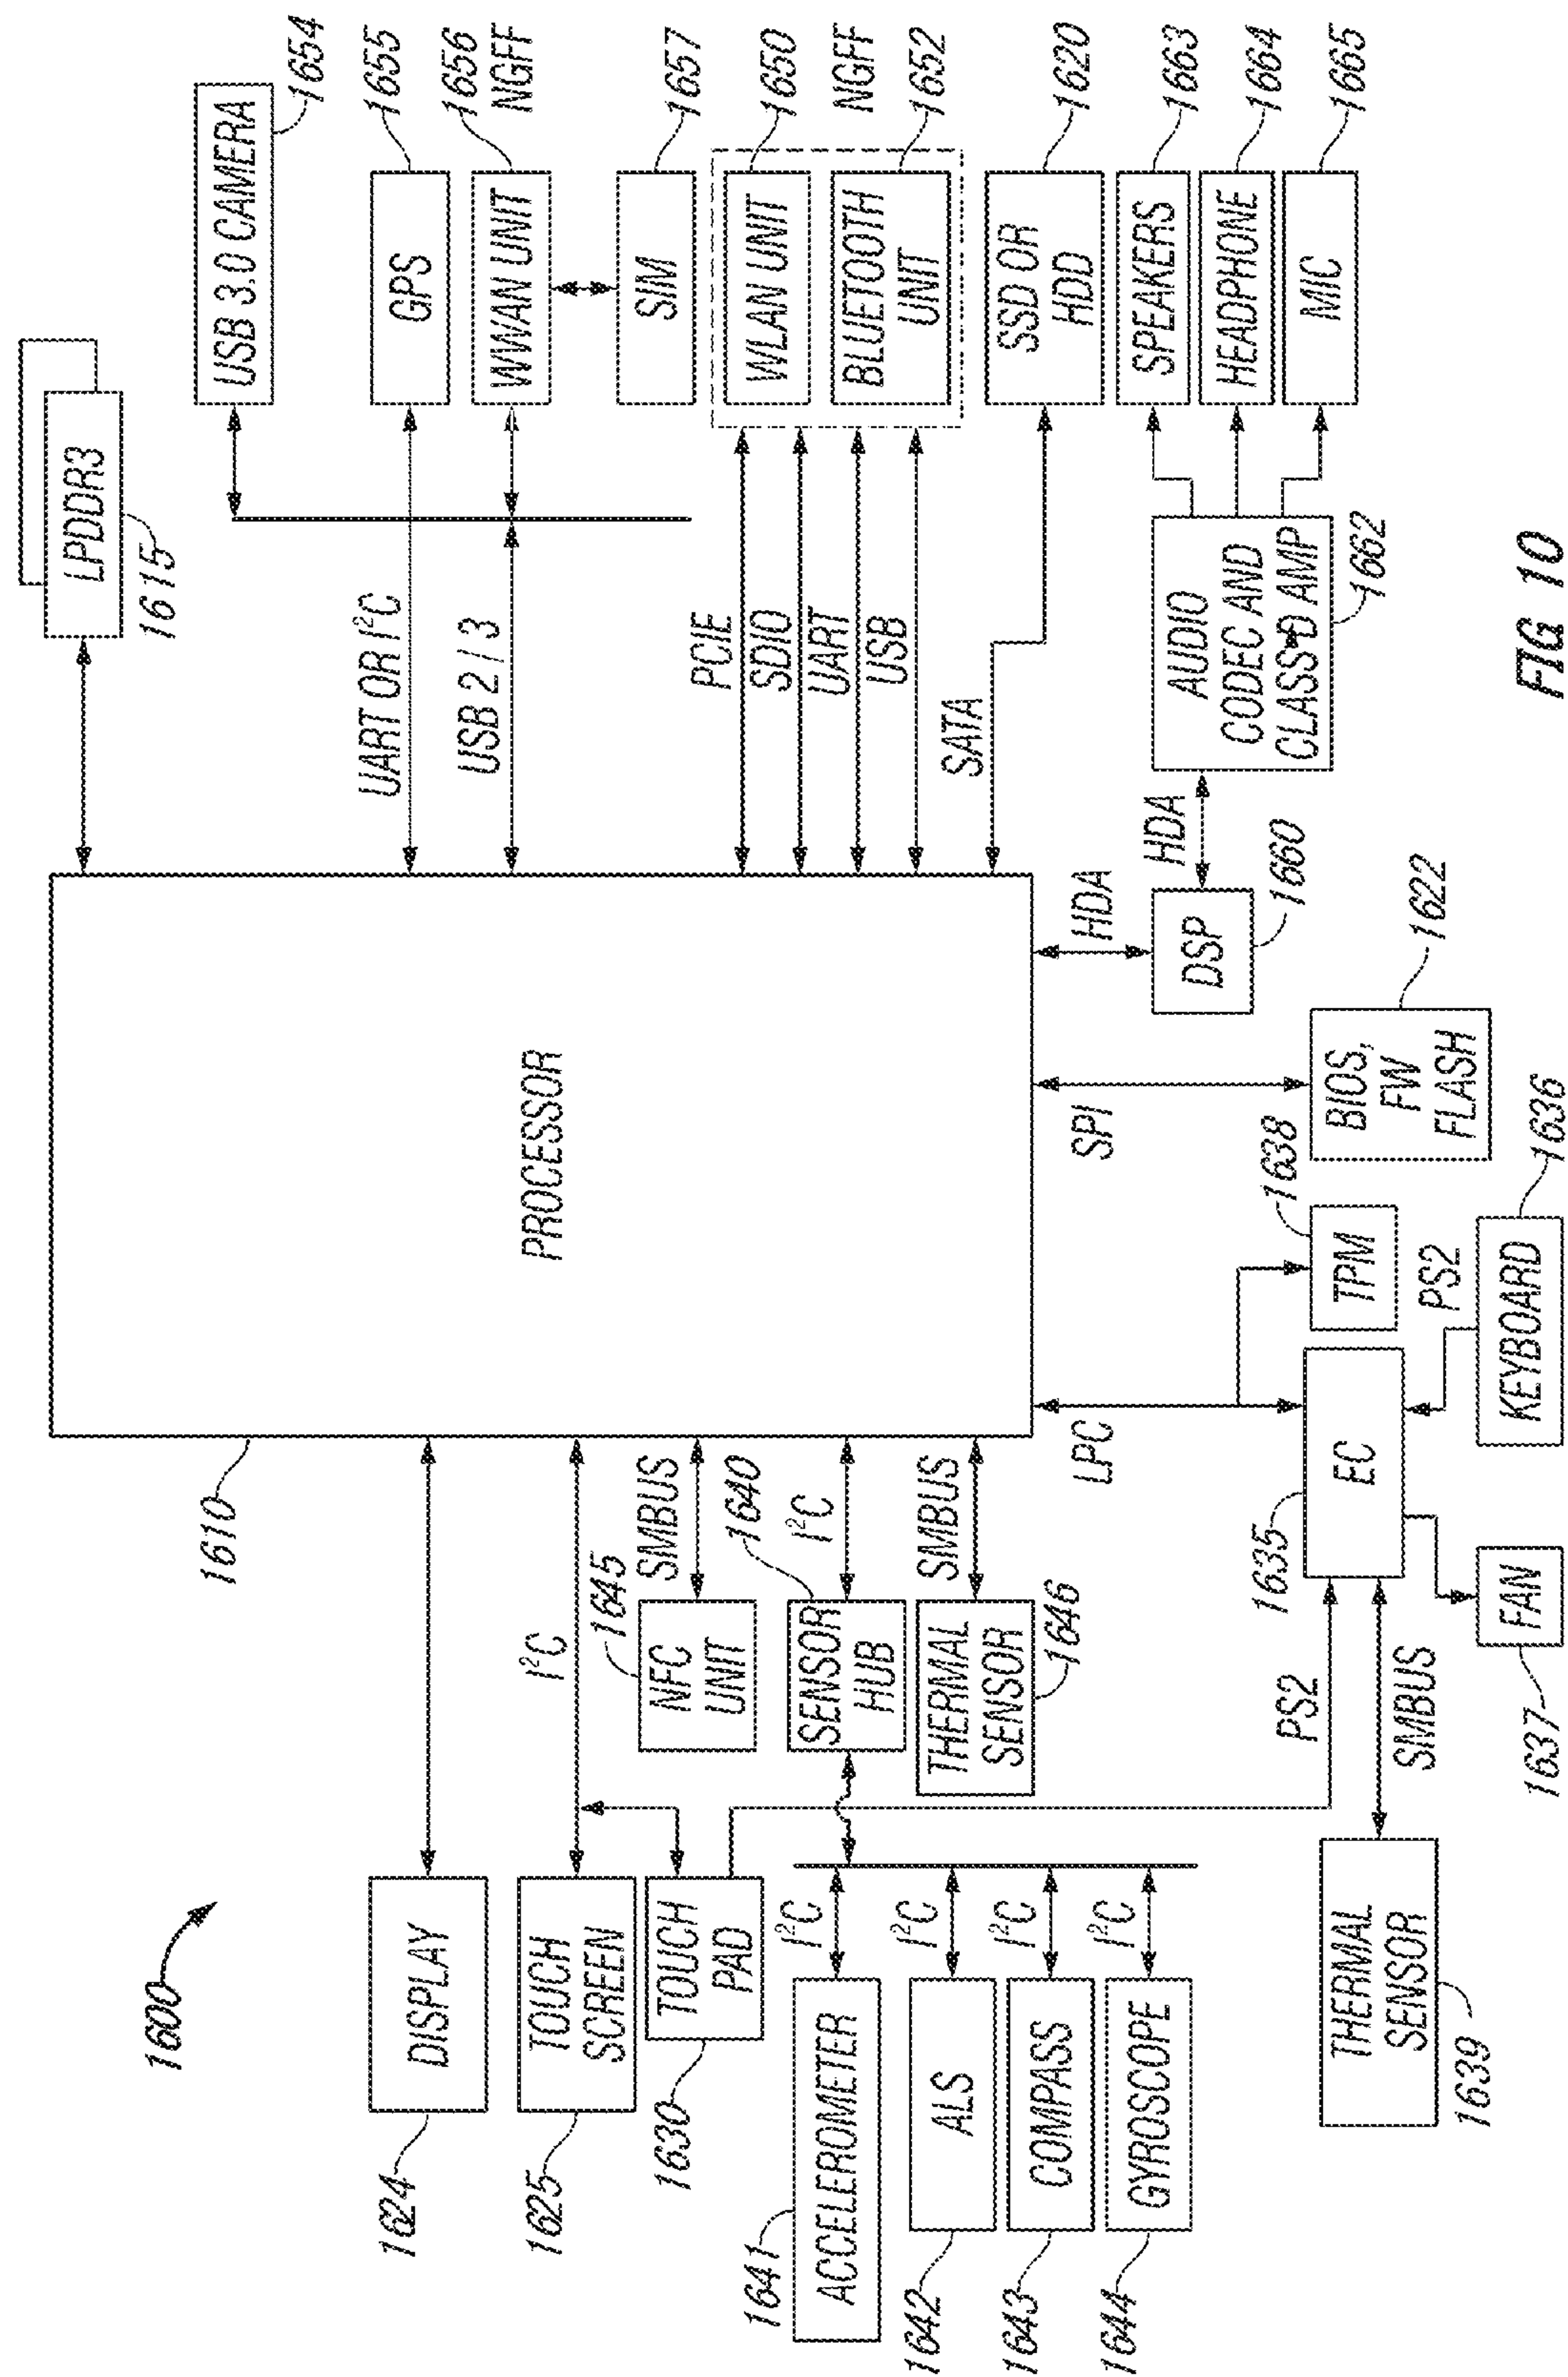 1600
1610
PROCESSOR
LPDDR3
1615
USB 3.0 CAMERA
1654
DISPLAY
1624
UART OR I²C
GPS
1655
I²C
TOUCH
SCREEN
1625
USB 2 / 3
WWAN UNIT
1656
NGFF
SIM
1657
TOUCH
PAD
1630
SMBUS
1645
NFC
UNIT
1640
I²C
SENSOR
HUB
SMBUS
THERMAL
SENSOR
1646
PCIE
SDIO
UART
USB
WLAN UNIT
1650
NGFF
BLUETOOTH
UNIT
1652
SATA
SSD OR
HDD
1620
I²C
ACCELEROMETER
1641
I²C
ALS
1642
I²C
COMPASS
1643
I²C
GYROSCOPE
1644
LPC
SPI
HDA
HDA
DSP
1660
AUDIO
CODEC AND
CLASS D AMP
1662
SPEAKERS
1663
HEADPHONE
1664
MIC
1665
PS2
SMBUS
THERMAL
SENSOR
1639
1635
EC
TPM
1638
BIOS,
FW
FLASH
1622
PS2
FAN
1637
KEYBOARD
1636
FIG 10